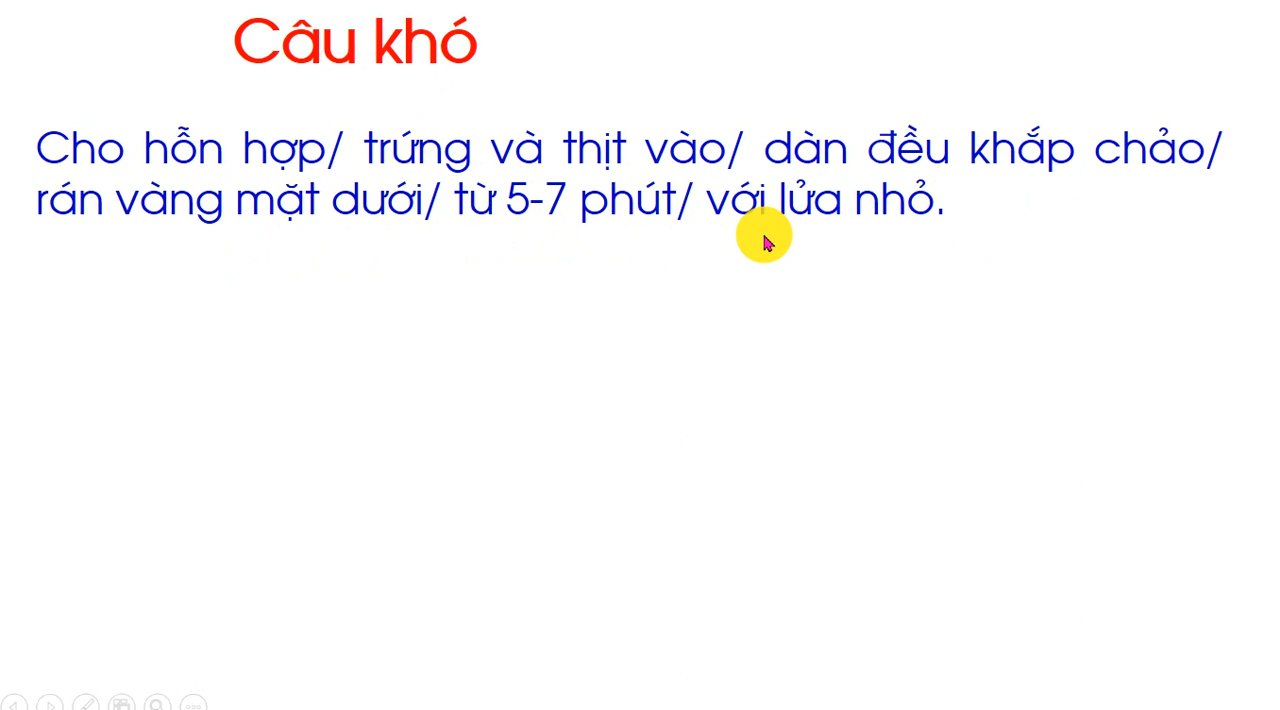 Câu khó
Cho hỗn hợp/ trứng và thịt vào/ dàn đều khắp chảo/
rán vàng mặt dưới/ từ 5-7 phút/ với lửa nhỏ.